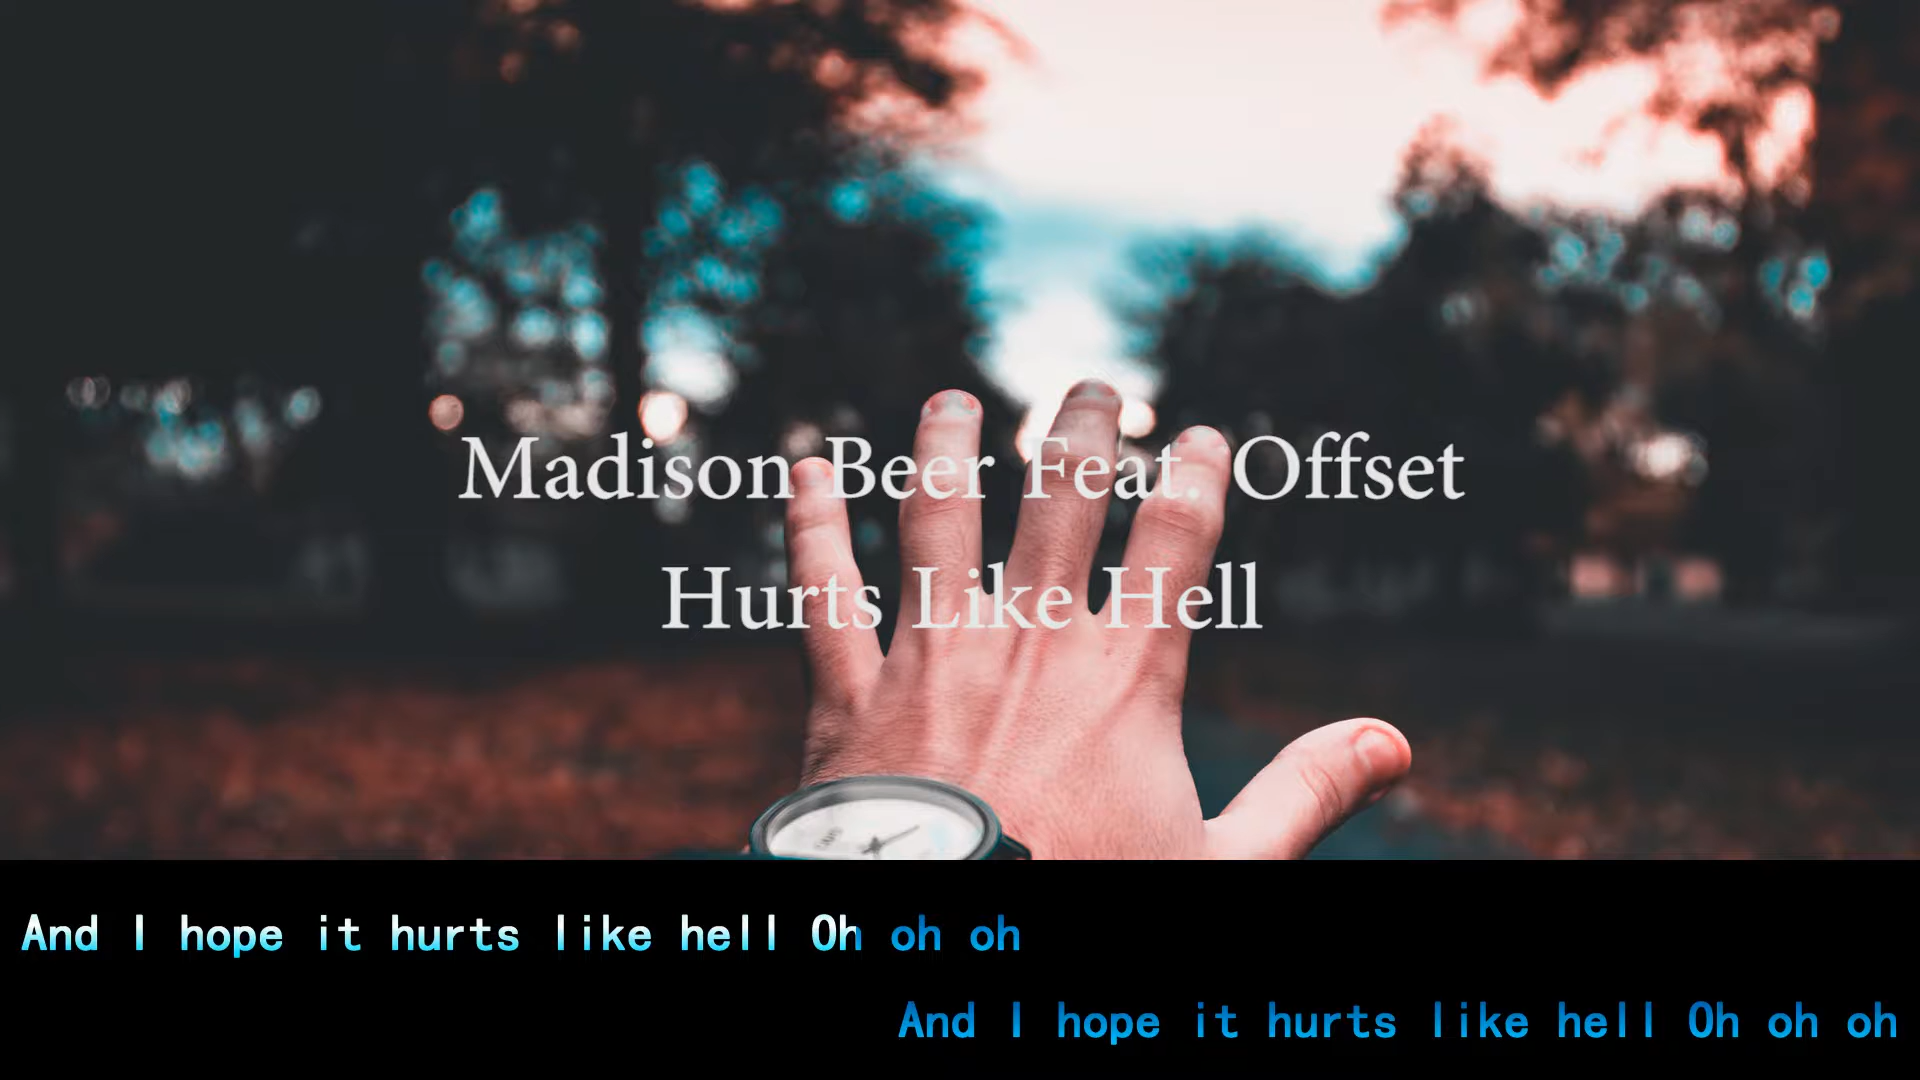 Madison Beer Feat. Offset
Hurts Like Hell
And I hope it hurts like hell Oh oh oh
And I hope it hurts like hell Oh oh oh